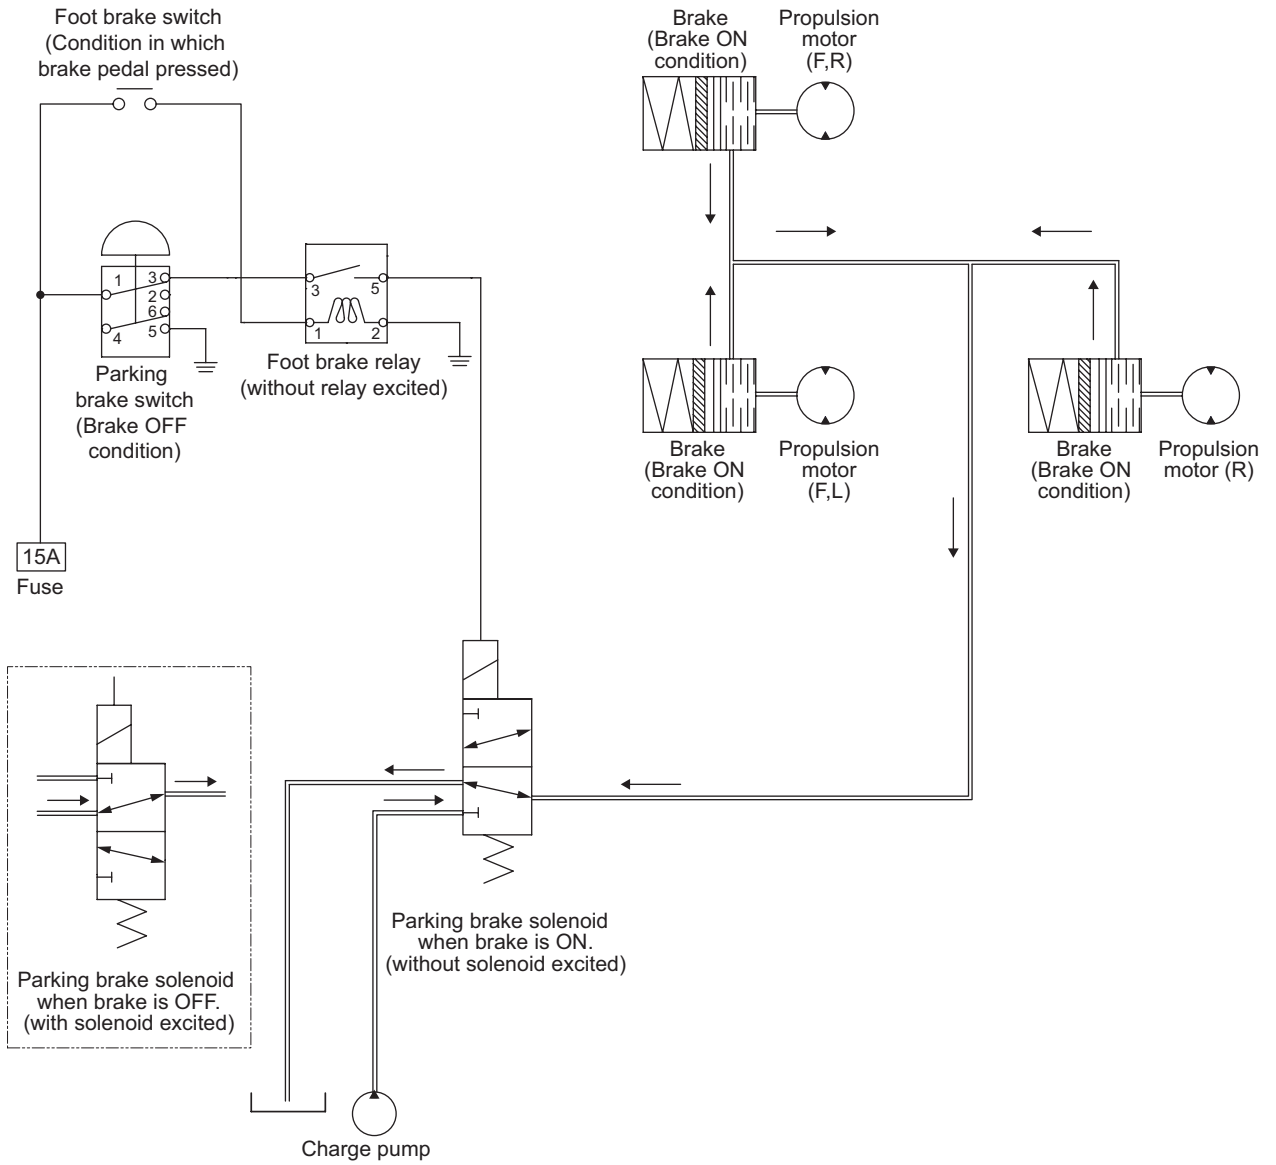 Foot brake switch
(Condition in which
brake pedal pressed)
Brake
(Brake ON
condition)
Propulsion
motor
(F,R)
1
3
2
6
5
4
3
5
1
2
Parking
brake switch
(Brake OFF
condition)
Foot brake relay
(without relay excited)
Brake
(Brake ON
condition)
Propulsion
motor
(F,L)
Brake
(Brake ON
condition)
Propulsion
motor (R)
15A
Fuse
Parking brake solenoid
when brake is ON.
(without solenoid excited)
Parking brake solenoid
when brake is OFF.
(with solenoid excited)
Charge pump